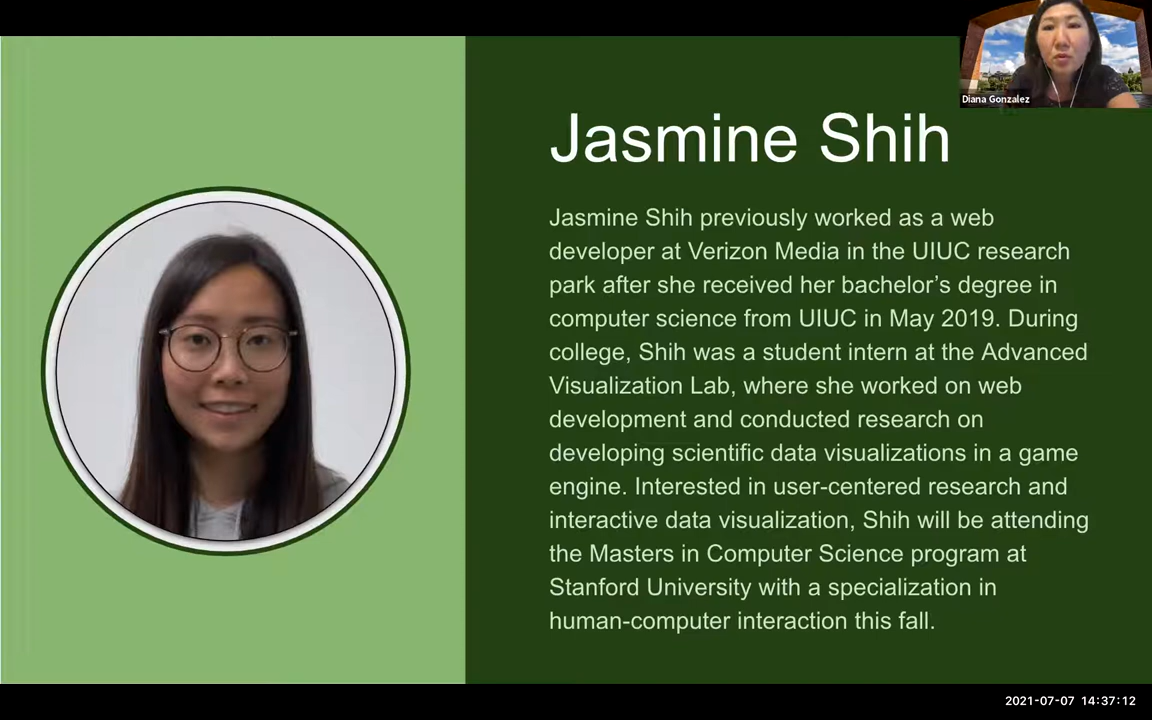 Diana Gonzalez
Jasmine Shih
Jasmine Shih previously worked as a web
developer at Verizon Media in the UIUC research
park after she received her bachelor’s degree in
computer science from UIUC in May 2019. During
college, Shih was a student intern at the Advanced
Visualization Lab, where she worked on web
development and conducted research on
developing scientific data visualizations in a game
engine. Interested in user-centered research and
interactive data visualization, Shih will be attending
the Masters in Computer Science program at
Stanford University with a specialization in
human-computer interaction this fall.
2021-07-07 14:37:12